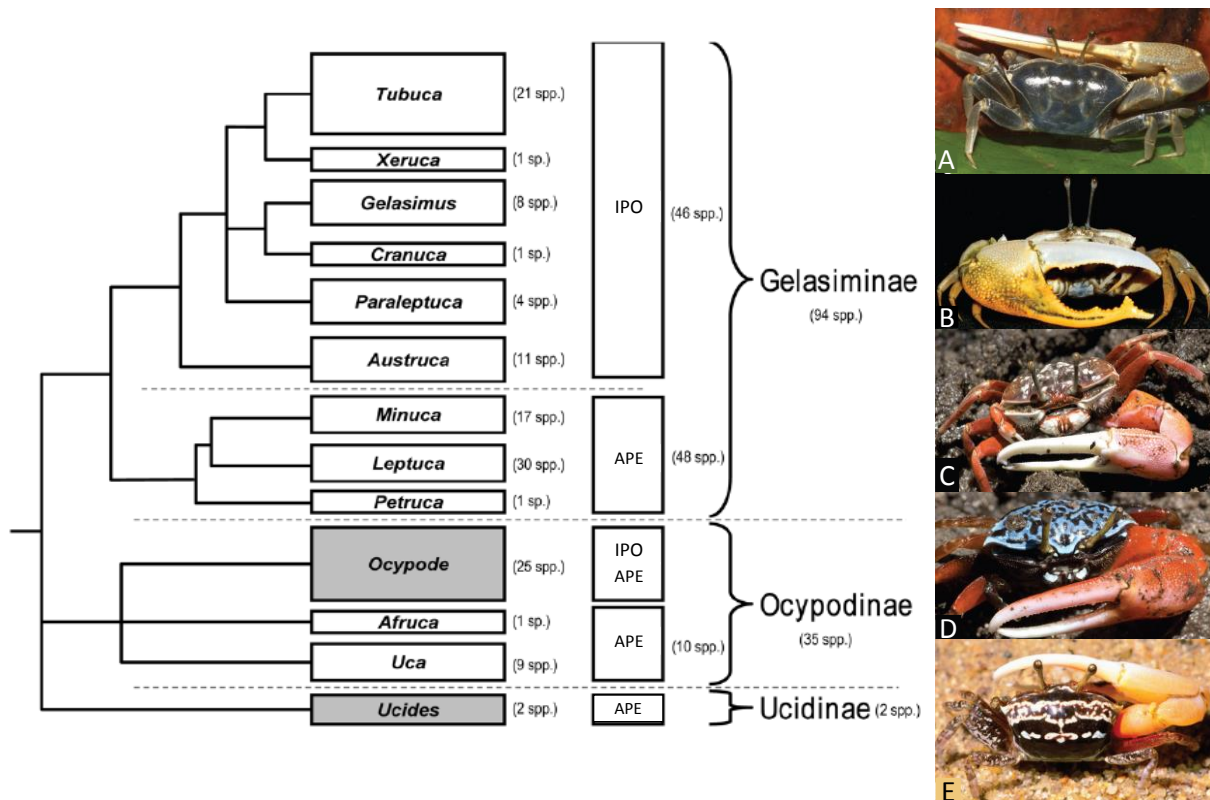 Tubuca (21 spp.)
Xeruca (1 sp.)
Gelasimus (8 spp.)
IPO (46 spp.)
Cranuca (1 sp.)
Gelasiminae
Paraleptuca (4 spp.)
(94 spp.)
Austruca (11 spp.)
Minuca (17 spp.)
Leptuca (30 spp.)
APE (48 spp.)
Petruca (1 sp.)
Ocypode (25 spp.)
IPO
APE
Ocypodinae
(35 spp.)
Afruca (1 sp.)
APE (10 spp.)
Uca (9 spp.)
Ucides (2 spp.)
APE
Ucidinae (2 spp.)
A
B
C
D
E